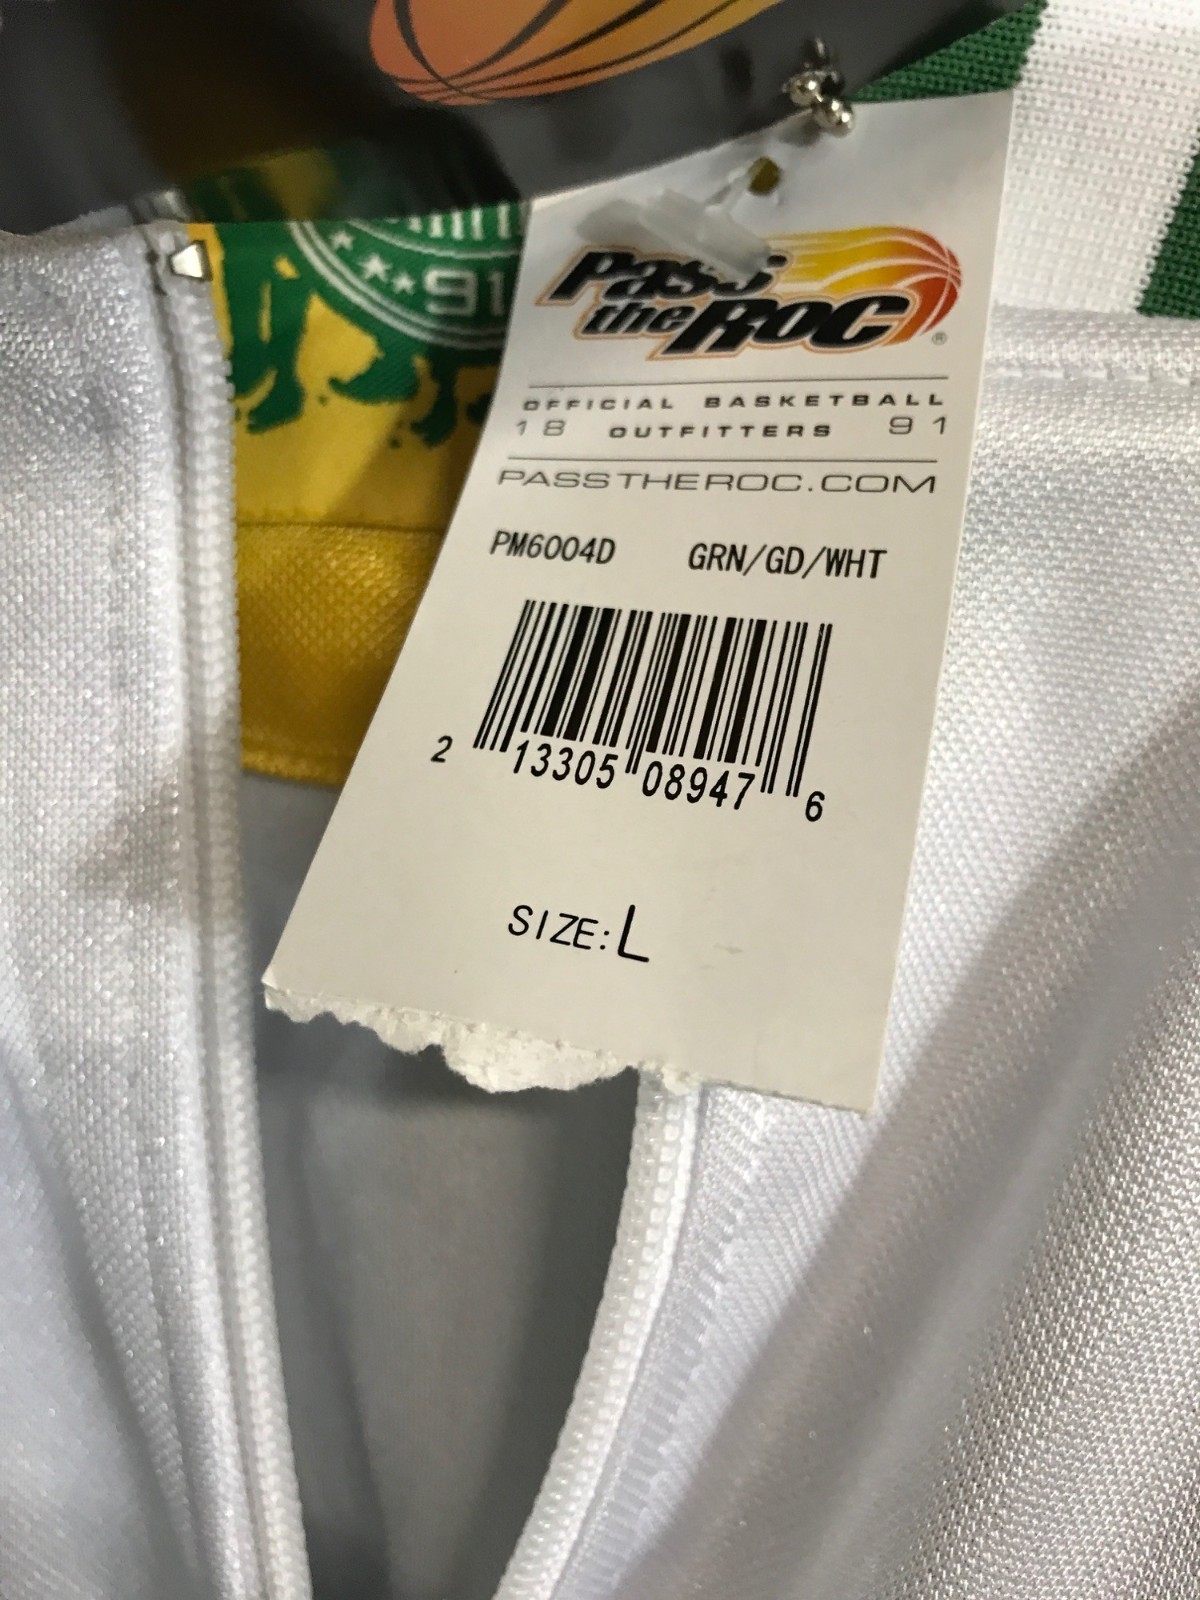 Pass
the Roc®
OFFICIAL BASKETBALL
18 OUTFITTERS 91
PASSTHEROC.COM
PM6004D GRN/GD/WHT
2 13305 08947 6
SIZE: L
91